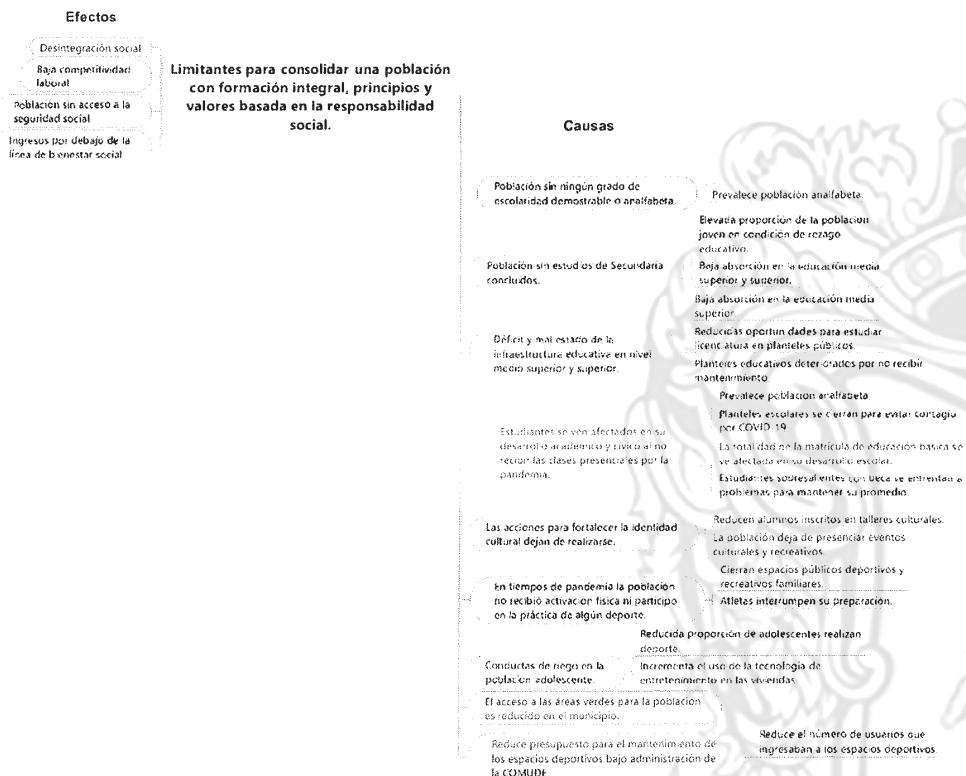 Efectos
Desintegración social
Baja competitividad
laboral
Población sin acceso a la
seguridad social
Ingresos por debajo de la
línea de bienestar social
Limitantes para consolidar una población
con formación integral, principios y
valores basada en la responsabilidad
social.
Causas
Población sin ningún grado de
escolaridad demostrable o analfabeta.
Prevalece población analfabeta.
Población sin estudios de Secundaria
concluidos.
Elevada proporción de la población
joven en condición de rezago
educativo.
Baja absorción en la educación media
superior y superior.
Baja absorción en la educación media
superior.
Déficit y mal estado de la
infraestructura educativa en nivel
medio superior y superior.
Reducidas oportunidades para estudiar
licenciatura en planteles públicos.
Planteles educativos deteriorados por no recibir
mantenimiento
Estudiantes se ven afectados en su
desarrollo académico y cívico al no
recibir las clases presenciales por la
pandemia.
Prevalece población analfabeta.
Planteles escolares se cierran para evitar contagio
por COVID-19
La totalidad de la matrícula de educación básica se
ve afectada en su desarrollo escolar.
Estudiantes sobresalientes con beca se enfrentan a
problemas para mantener su promedio.
Las acciones para fortalecer la identidad
cultural dejan de realizarse.
Reducen alumnos inscritos en talleres culturales.
La población deja de presenciar eventos
culturales y recreativos.
En tiempos de pandemia la población
no recibió activación física ni participo
en la práctica de algún deporte.
Cierran espacios públicos deportivos y
recreativos familiares.
Atletas interrumpen su preparación.
Conductas de riego en la
población adolescente.
Reducida proporción de adolescentes realizan
deporte.
Incrementa el uso de la tecnología de
entretenimiento en las viviendas.
El acceso a las áreas verdes para la población
es reducido en el municipio.
Reduce presupuesto para el mantenimiento de
los espacios deportivos bajo administración de
la COMUDE
Reduce el número de usuarios que
ingresaban a los espacios deportivos.